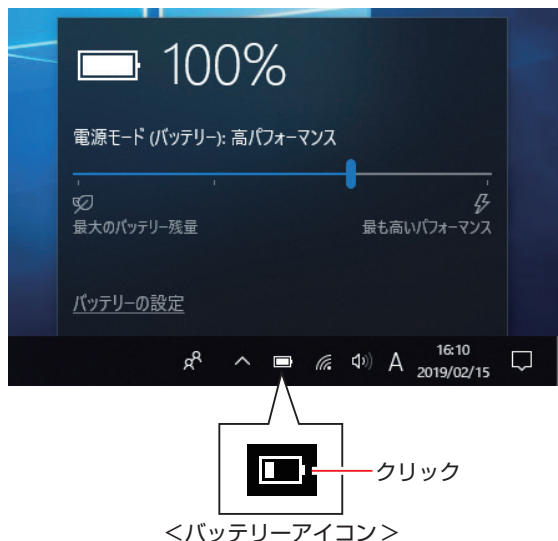 100%
電源モード (バッテリー): 高パフォーマンス
最大のバッテリー残量
最も高いパフォーマンス
バッテリーの設定
A
16:10
2019/02/15
クリック
＜バッテリーアイコン＞